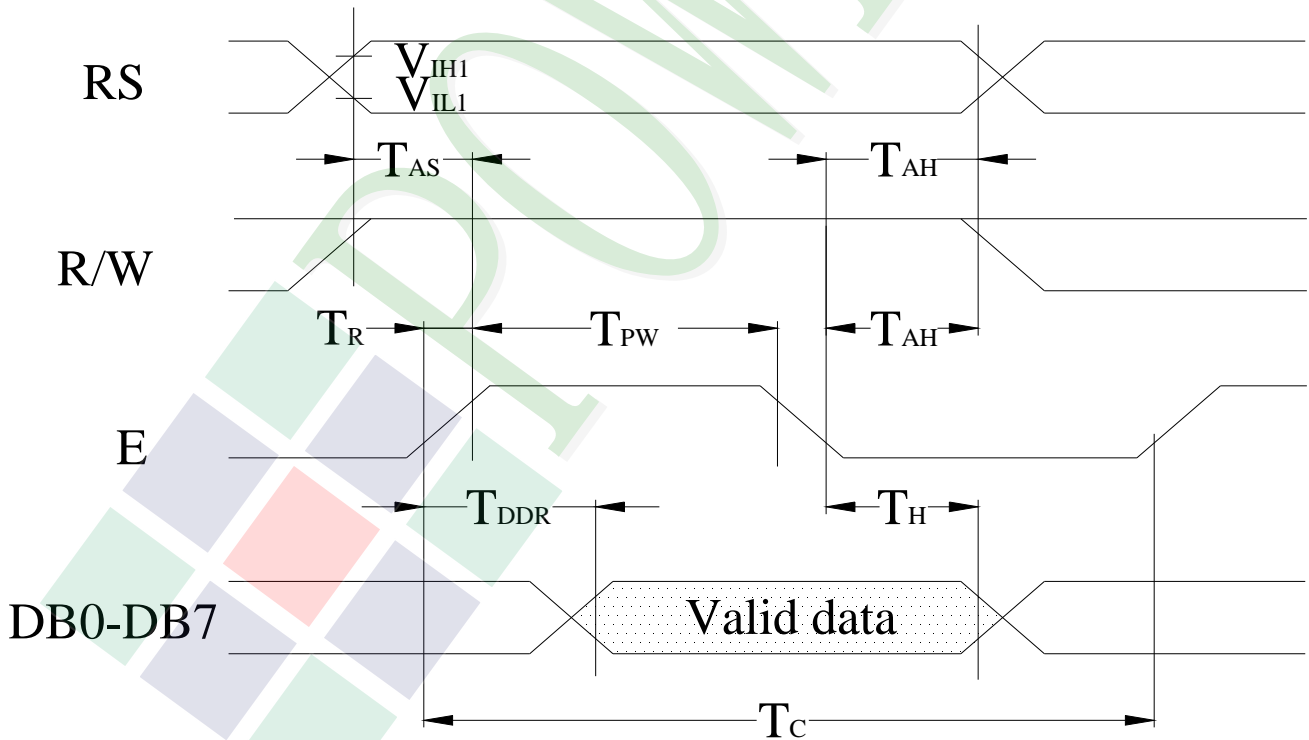 RS
VIH1
VIL1
TAS
TAH
R/W
TR
TPW
TAH
E
TDDR
TH
DB0-DB7
Valid data
TC